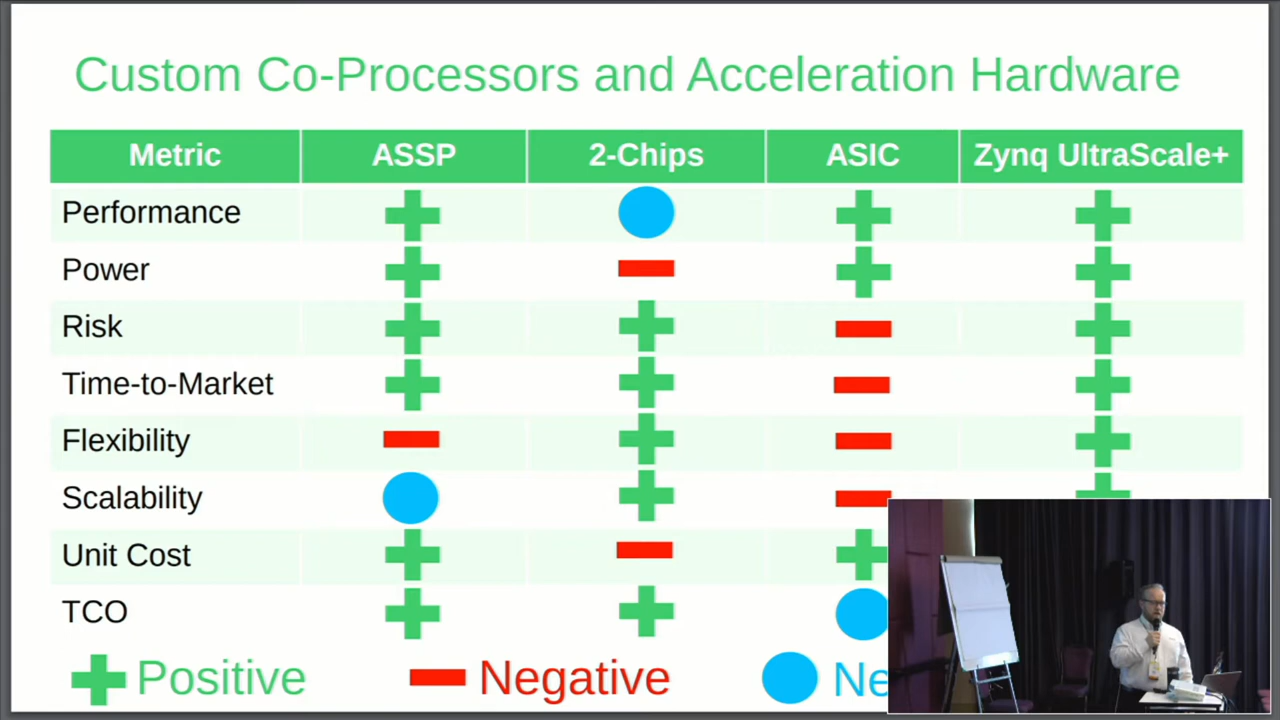 Custom Co-Processors and Acceleration Hardware
Metric ASSP 2-Chips ASIC Zynq UltraScale+
Performance
Power
Risk
Time-to-Market
Flexibility
Scalability
Unit Cost
TCO
Positive Negative Ne